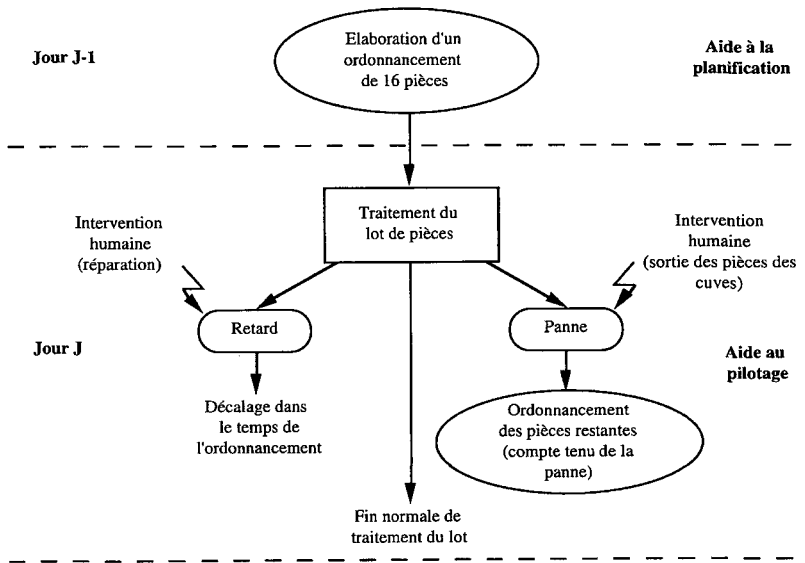 Jour J-1
Elaboration d'un
ordonnancement
de 16 pièces
Aide à la
planification
Traitement du
lot de pièces
Intervention
humaine
(réparation)
Intervention
humaine
(sortie des pièces des
cuves)
Retard
Panne
Jour J
Aide au
pilotage
Décalage dans
le temps de
l'ordonnancement
Ordonnancement
des pièces restantes
(compte tenu de la
panne)
Fin normale de
traitement du lot